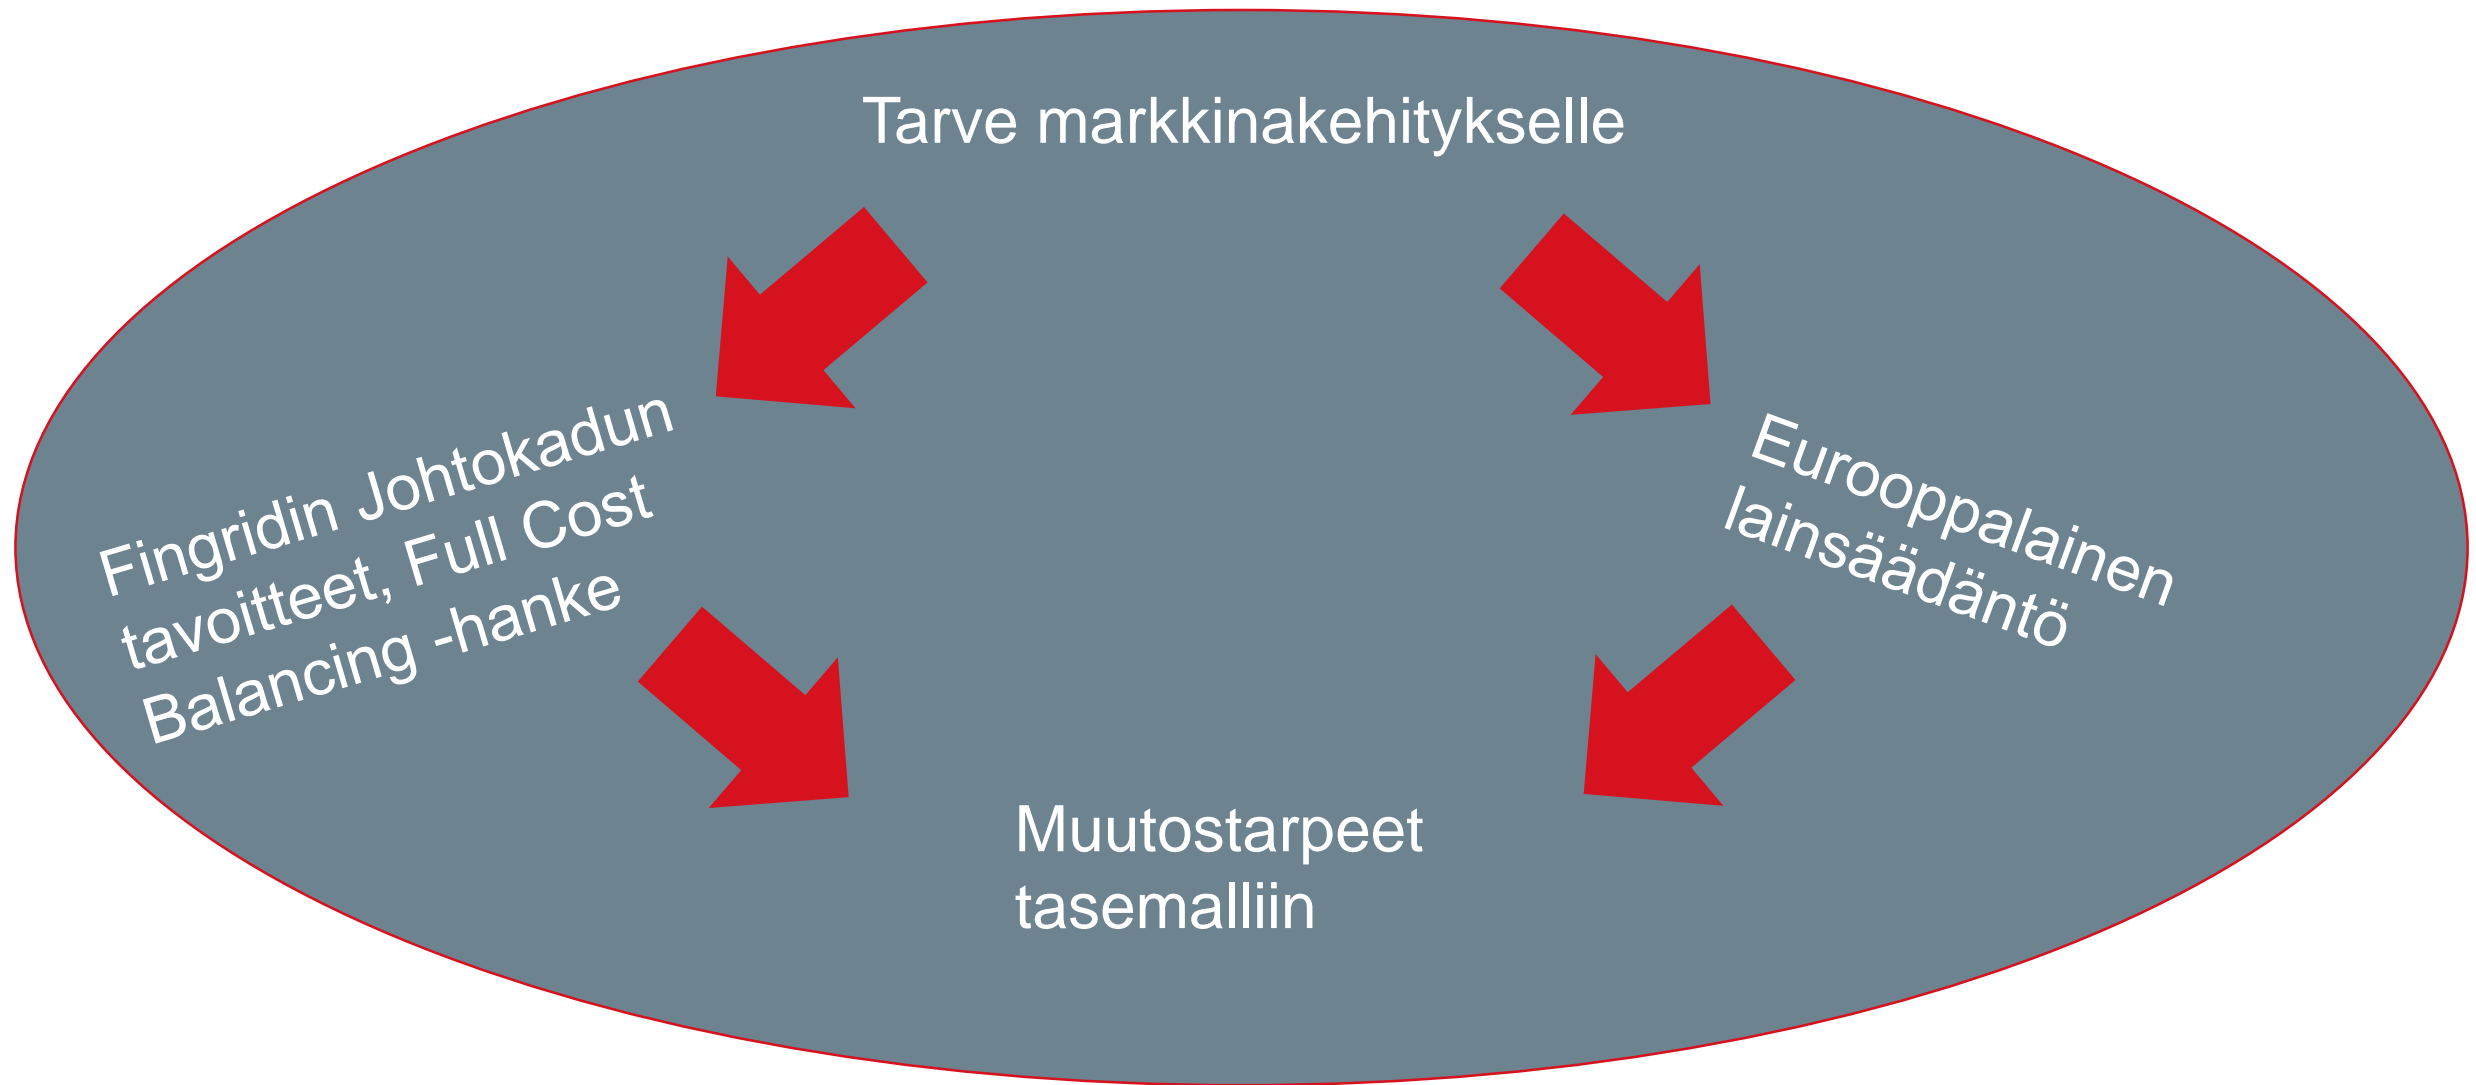 Tarve markkinakehitykselle
Fingridin Johtokadun
tavoitteet, Full Cost
Balancing -hanke
Eurooppalainen
lainsäädäntö
Muutostarpeet
tasemalliin